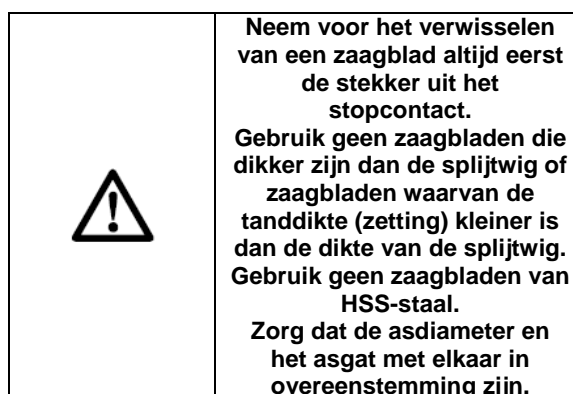 Neem voor het verwisselen
van een zaagblad altijd eerst
de stekker uit het
stopcontact.
Gebruik geen zaagbladen die
dikker zijn dan de splijtwig of
zaagbladen waarvan de
tanddikte (zetting) kleiner is
dan de dikte van de splijtwig.
Gebruik geen zaagbladen van
HSS-staal.
Zorg dat de asdiameter en
het asgat met elkaar in
overeenstemming zijn.